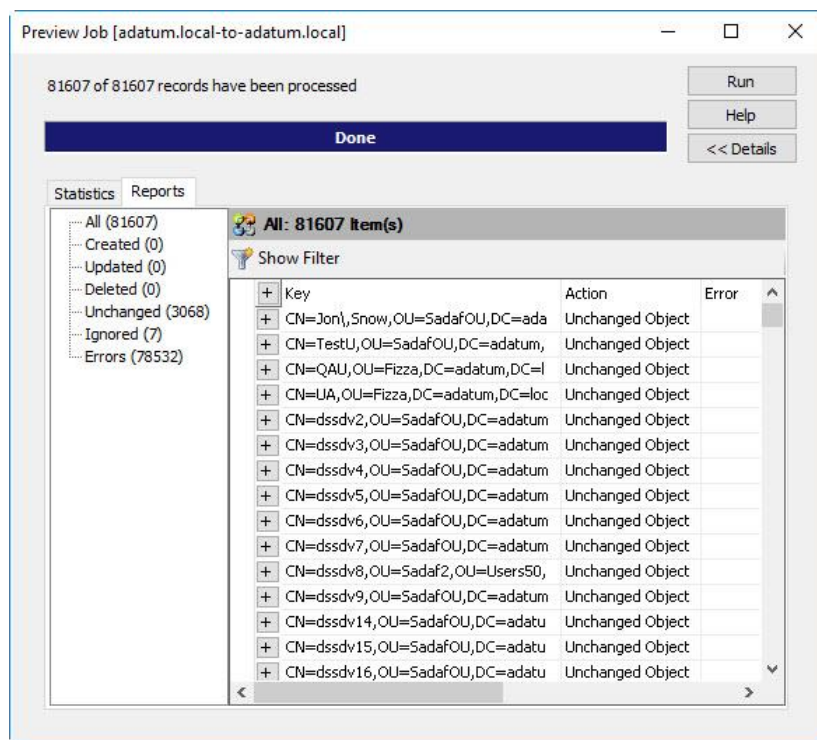 Preview Job [adatum.local-to-adatum.local]
81607 of 81607 records have been processed
Run
Help
Done
<< Details
Statistics Reports
All (81607)
Created (0)
Updated (0)
Deleted (0)
Unchanged (3068)
Ignored (7)
Errors (78532)
All: 81607 Item(s)
Show Filter
+ Key Action Error
+ CN=Jon\,Snow,OU=SadafOU,DC=ada Unchanged Object
+ CN=TestU,OU=SadafOU,DC=adatum, Unchanged Object
+ CN=QAU,OU=Fizza,DC=adatum,DC=l Unchanged Object
+ CN=UA,OU=Fizza,DC=adatum,DC=loc Unchanged Object
+ CN=dssdv2,OU=SadafOU,DC=adatum Unchanged Object
+ CN=dssdv3,OU=SadafOU,DC=adatum Unchanged Object
+ CN=dssdv4,OU=SadafOU,DC=adatum Unchanged Object
+ CN=dssdv5,OU=SadafOU,DC=adatum Unchanged Object
+ CN=dssdv6,OU=SadafOU,DC=adatum Unchanged Object
+ CN=dssdv7,OU=SadafOU,DC=adatum Unchanged Object
+ CN=dssdv8,OU=Sadaf2,OU=Users50, Unchanged Object
+ CN=dssdv9,OU=SadafOU,DC=adatum Unchanged Object
+ CN=dssdv14,OU=SadafOU,DC=adatu Unchanged Object
+ CN=dssdv15,OU=SadafOU,DC=adatu Unchanged Object
+ CN=dssdv16,OU=SadafOU,DC=adatu Unchanged Object